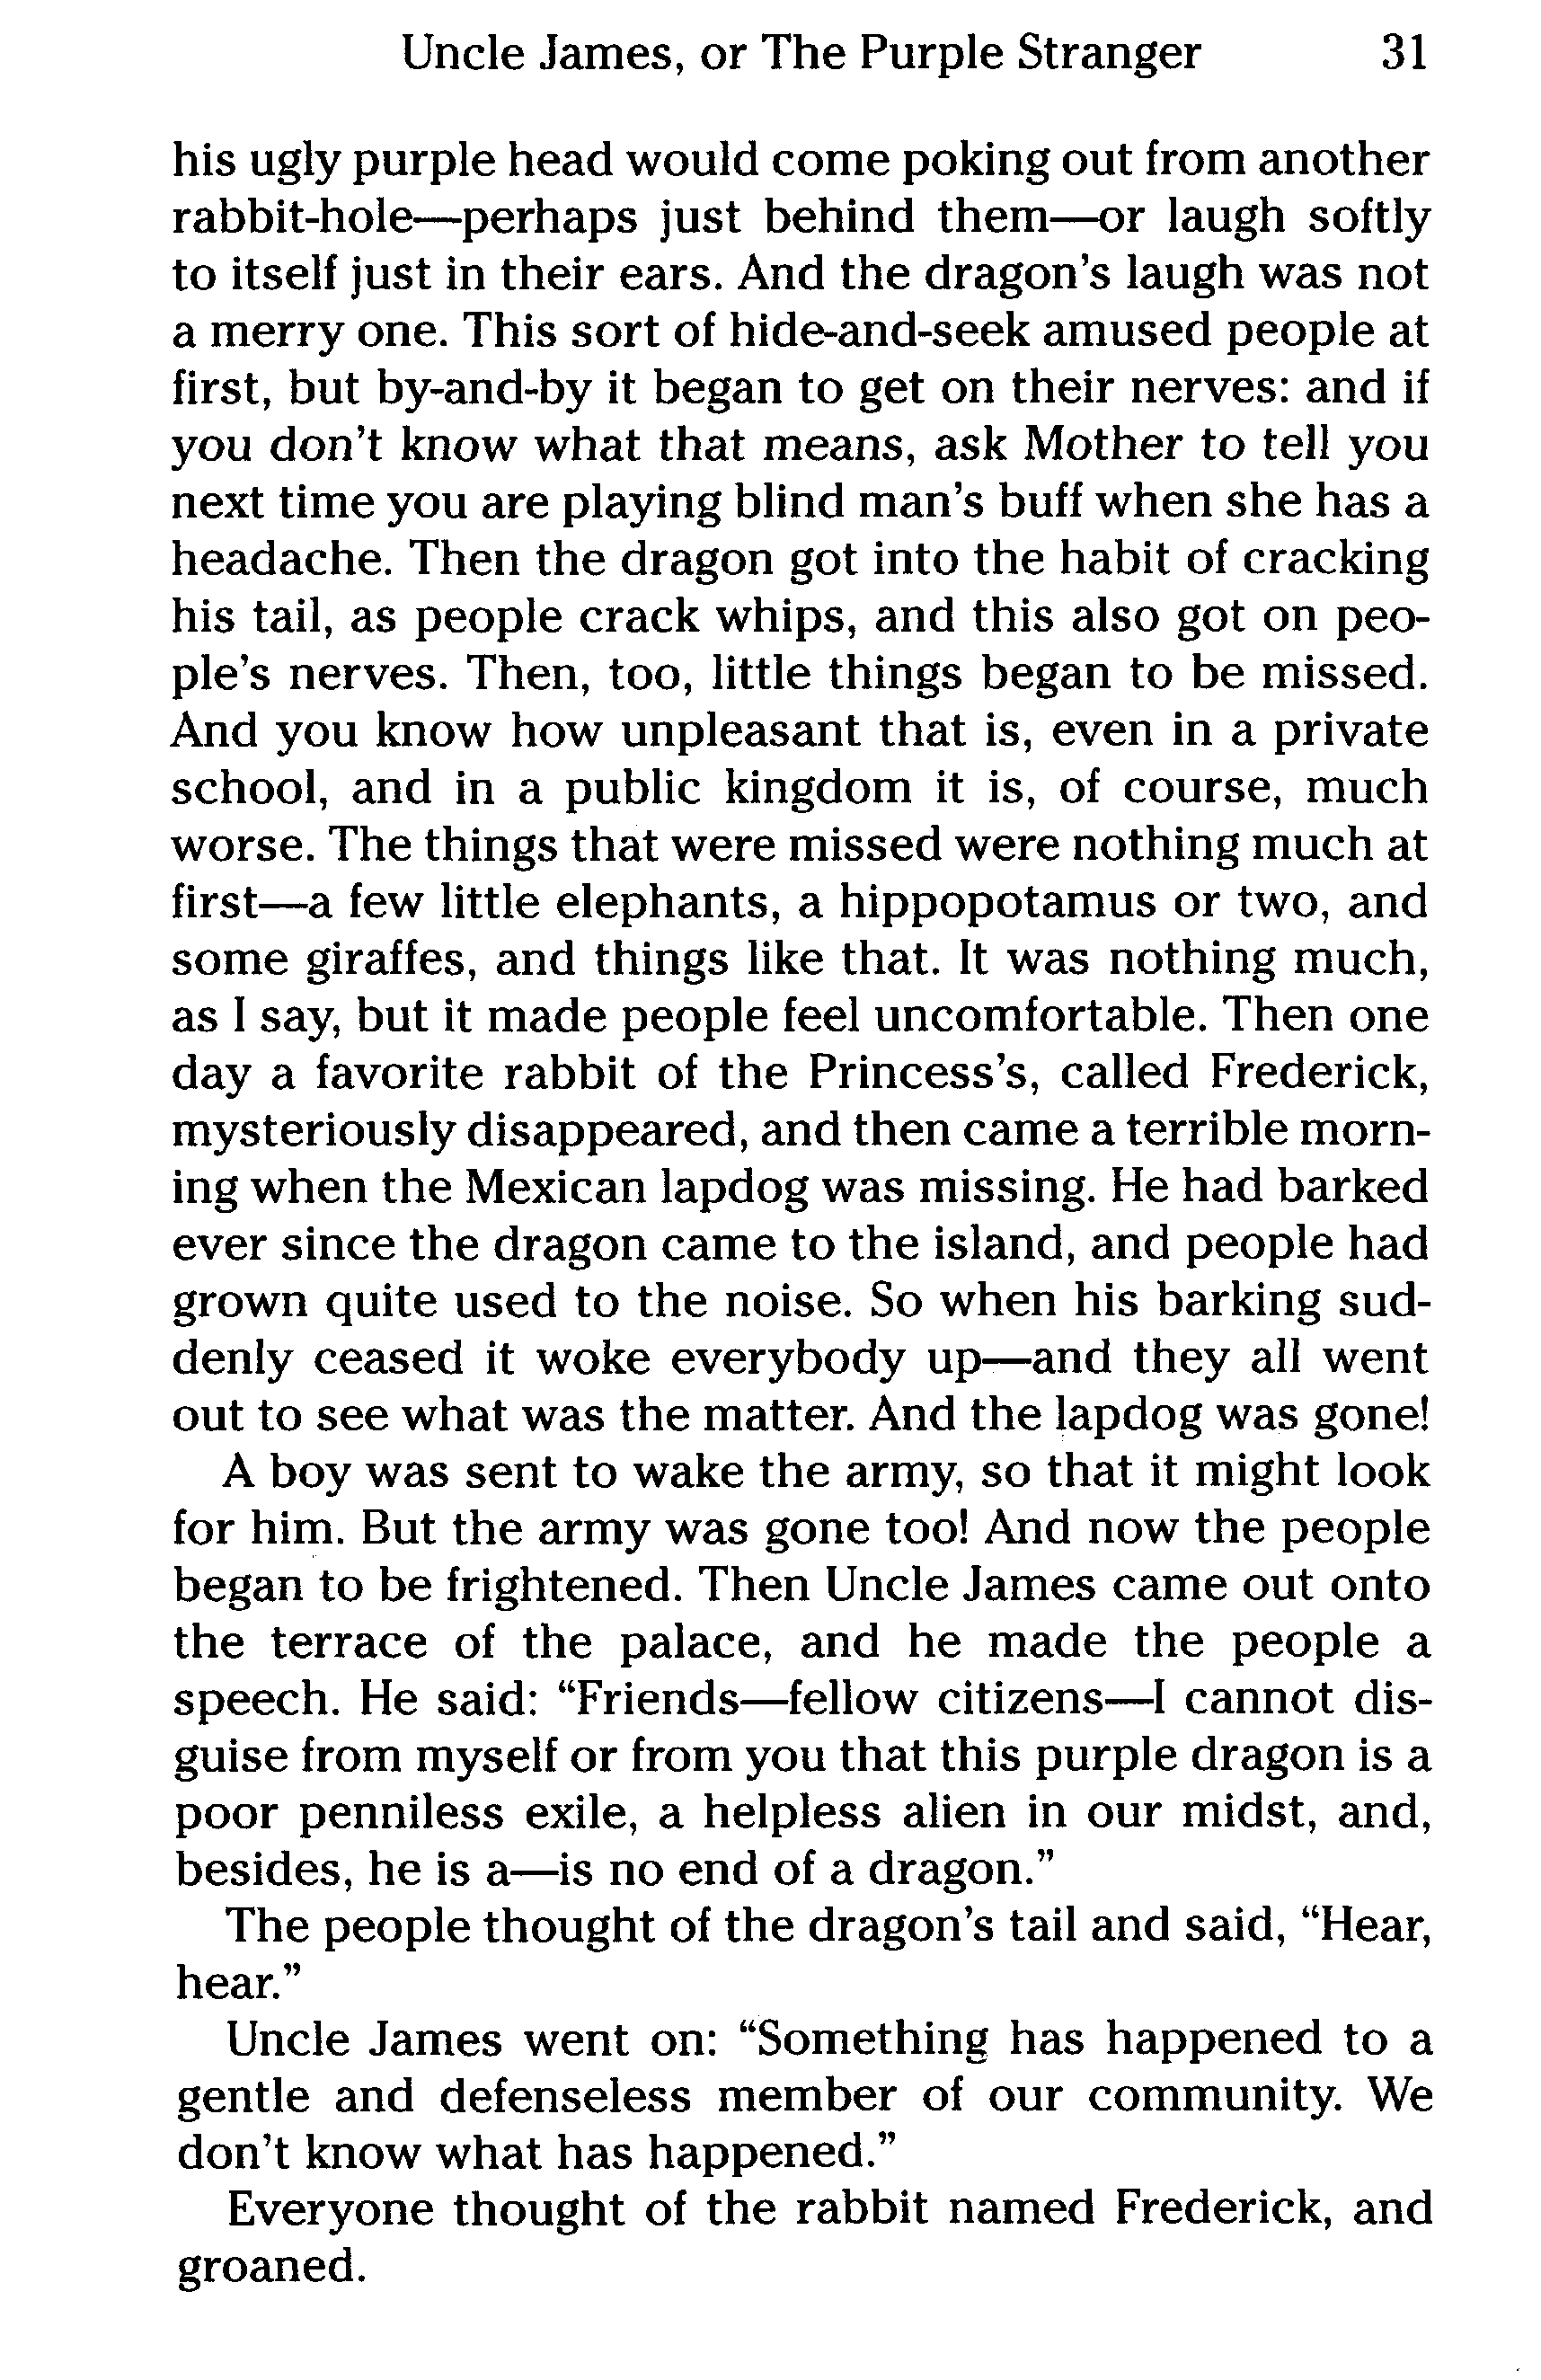 Uncle James, or The Purple Stranger 31
his ugly purple head would come poking out from another
rabbit-hole—perhaps just behind them—or laugh softly
to itself just in their ears. And the dragon's laugh was not
a merry one. This sort of hide-and-seek amused people at
first, but by-and-by it began to get on their nerves: and if
you don't know what that means, ask Mother to tell you
next time you are playing blind man's buff when she has a
headache. Then the dragon got into the habit of cracking
his tail, as people crack whips, and this also got on peo-
ple's nerves. Then, too, little things began to be missed.
And you know how unpleasant that is, even in a private
school, and in a public kingdom it is, of course, much
worse. The things that were missed were nothing much at
first—a few little elephants, a hippopotamus or two, and
some giraffes, and things like that. It was nothing much,
as I say, but it made people feel uncomfortable. Then one
day a favorite rabbit of the Princess's, called Frederick,
mysteriously disappeared, and then came a terrible morn-
ing when the Mexican lapdog was missing. He had barked
ever since the dragon came to the island, and people had
grown quite used to the noise. So when his barking sud-
denly ceased it woke everybody up—and they all went
out to see what was the matter. And the lapdog was gone!
A boy was sent to wake the army, so that it might look
for him. But the army was gone too! And now the people
began to be frightened. Then Uncle James came out onto
the terrace of the palace, and he made the people a
speech. He said: “Friends—fellow citizens—I cannot dis-
guise from myself or from you that this purple dragon is a
poor penniless exile, a helpless alien in our midst, and,
besides, he is a—is no end of a dragon.”
The people thought of the dragon's tail and said, “Hear,
hear.”
Uncle James went on: “Something has happened to a
gentle and defenseless member of our community. We
don't know what has happened.”
Everyone thought of the rabbit named Frederick, and
groaned.